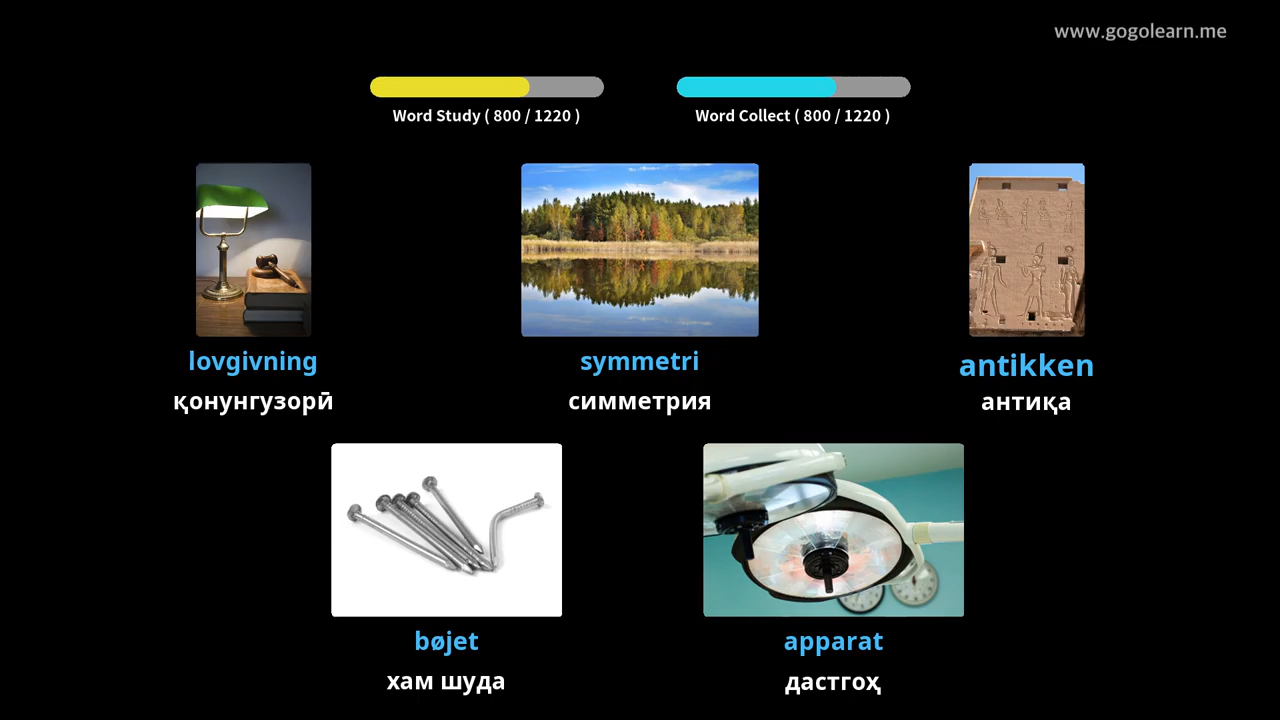 www.gogolearn.me
Word Study ( 800 / 1220 )
Word Collect ( 800 / 1220 )
lovgivning
қонунгузорӣ
symmetri
симметрия
antikken
антиқа
bøjet
хам шуда
apparat
дастгоҳ